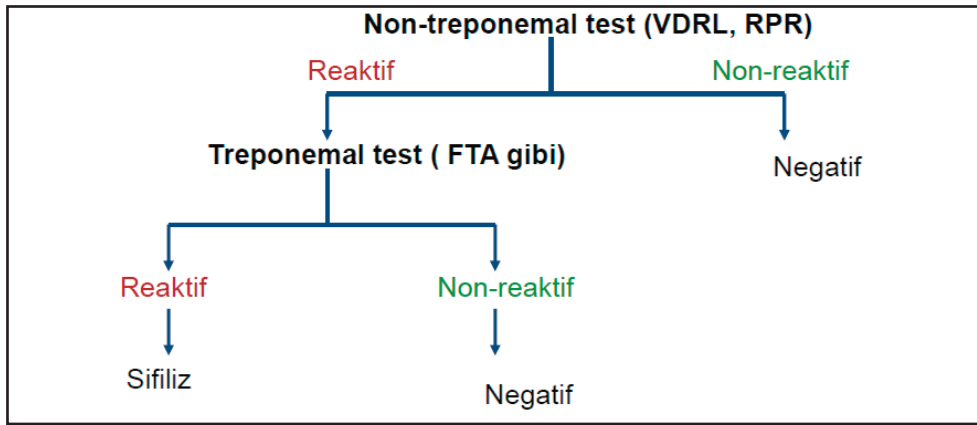 Non-treponemal test (VDRL, RPR)
Reaktif
Non-reaktif
Treponemal test ( FTA gibi)
Negatif
Reaktif
Non-reaktif
Sifiliz
Negatif